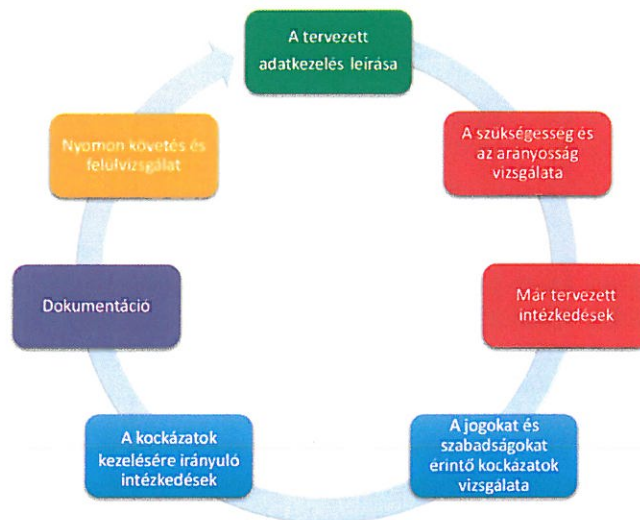 A tervezett
adatkezelés leírása
A szükségesség és
az arányosság
vizsgálata
Már tervezett
intézkedések
A jogokat és
szabadságokat
érintő kockázatok
vizsgálata
A kockázatok
kezelésére irányuló
intézkedések
Dokumentáció
Nyomon követés és
felülvizsgálat